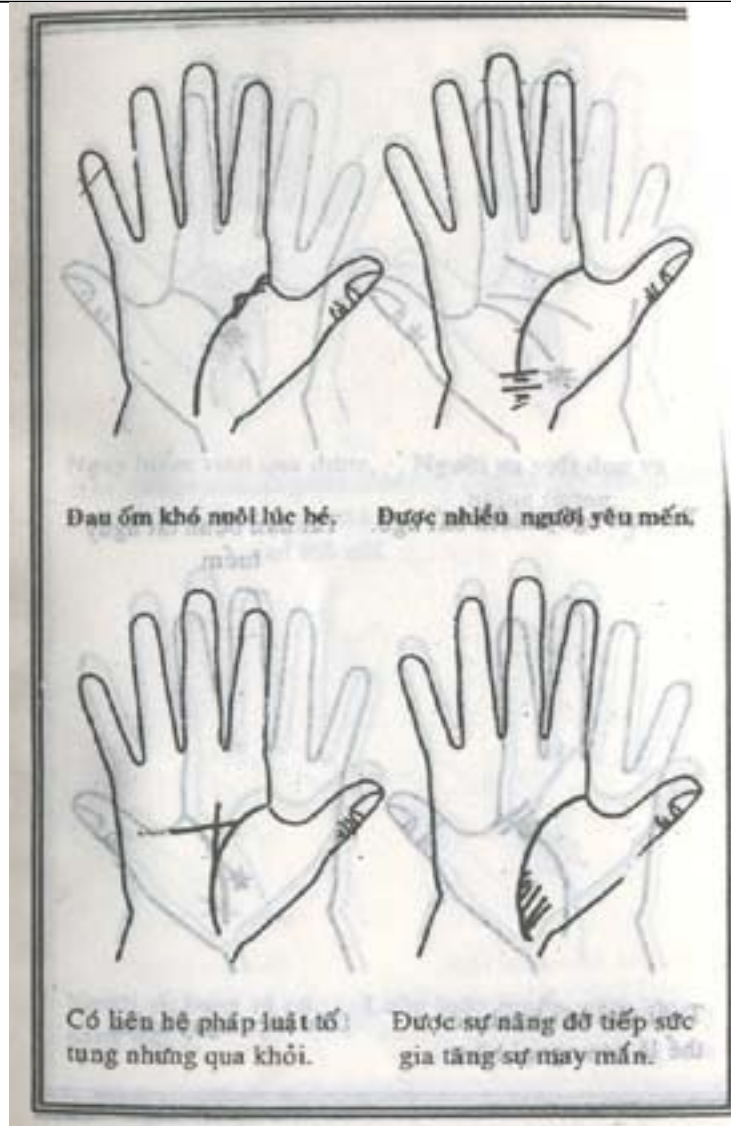 Đau ốm khó nuôi lúc bé.
Được nhiều người yêu mến.
Có liên hệ pháp luật tố
tụng nhưng qua khỏi.
Được sự nâng đỡ tiếp sức
gia tăng sự may mắn.